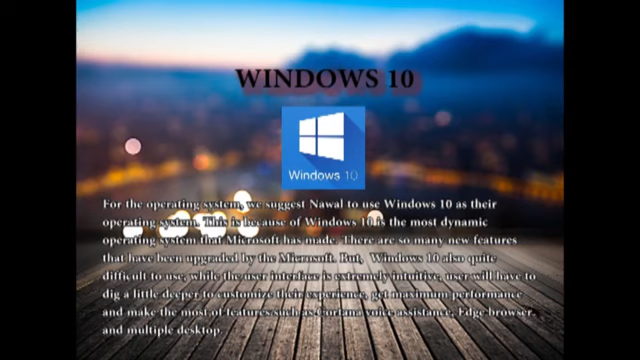 WINDOWS 10
Windows 10
For the operating system, we suggest Nawal to use Windows 10 as their
operating system. This is because of Windows 10 is the most dynamic
operating system that Microsoft has made. There are so many new features
that have been upgraded by the Microsoft. But, Windows 10 also quite
difficult to use, while the user interface is extremely intuitive, user will have to
dig a little deeper to customize their experience, get maximum performance
and make the most of features such as Cortana voice assistance, Edge browser,
and multiple desktop.